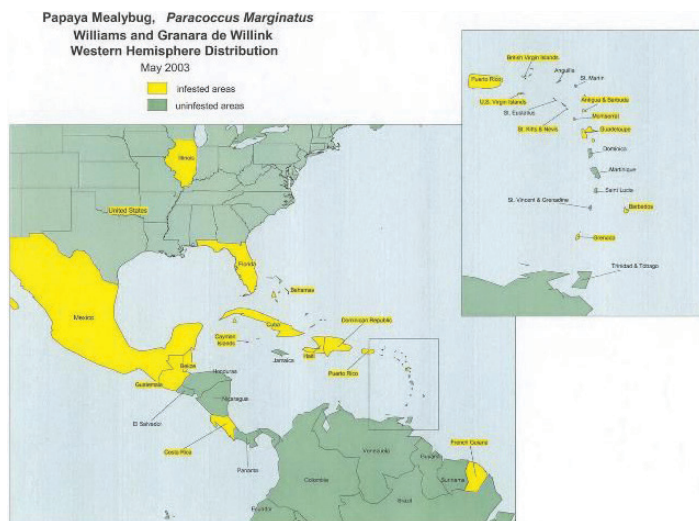 Papaya Mealybug, Paracoccus Marginatus
Williams and Granara de Willink
Western Hemisphere Distribution
May 2003
infested areas
uninfested areas
British Virgin Islands
Anguilla
Puerto Rico
St. Martin
U.S. Virgin Islands
Antigua & Barbuda
St. Eustatius
Montserrat
St. Kitts & Nevis
Guadeloupe
Dominica
Martinique
Saint Lucia
St. Vincent & Grenadine
Barbados
Grenada
Trinidad & Tobago
Illinois
United States
Florida
Bahamas
Mexico
Cuba
Dominican Republic
Cayman
Islands
Haiti
Jamaica
Puerto Rico
Belize
Honduras
Guatemala
Nicaragua
El Salvador
Costa Rica
Panama
Venezuela
Guyana
French Guiana
Suriname
Colombia
Brazil
Ecuador